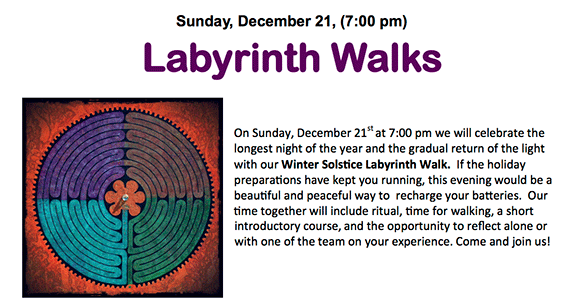 Sunday, December 21, (7:00 pm)
Labyrinth Walks
On Sunday, December 21st at 7:00 pm we will celebrate the
longest night of the year and the gradual return of the light
with our Winter Solstice Labyrinth Walk.  If the holiday
preparations have kept you running, this evening would be a
beautiful and peaceful way to  recharge your batteries.  Our
time together will include ritual, time for walking, a short
introductory course, and the opportunity to reflect alone or
with one of the team on your experience. Come and join us!